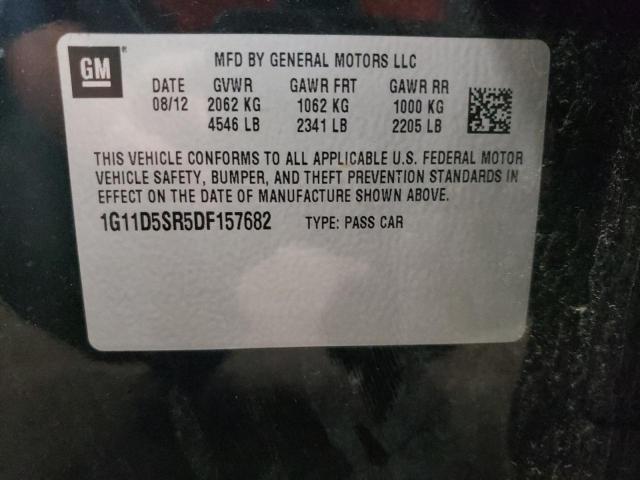 GM
MFD BY GENERAL MOTORS LLC
DATE GVWR GAWR FRT GAWR RR
08/12 2062 KG 1062 KG 1000 KG
4546 LB 2341 LB 2205 LB
THIS VEHICLE CONFORMS TO ALL APPLICABLE U.S. FEDERAL MOTOR
VEHICLE SAFETY, BUMPER, AND THEFT PREVENTION STANDARDS IN
EFFECT ON THE DATE OF MANUFACTURE SHOWN ABOVE.
1G11D5SR5DF157682 TYPE: PASS CAR